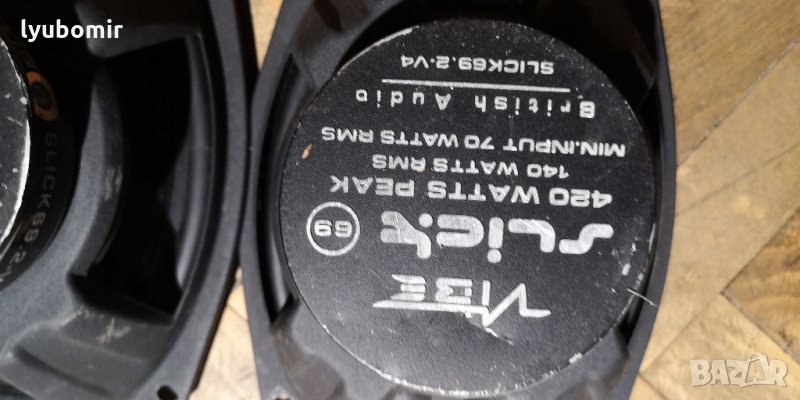 lyubomir
VIBE
SLICK
69
420 WATTS PEAK
140 WATTS RMS
MIN.INPUT 70 WATTS RMS
British Audio
SLICK69.2-V4
SLICK69.2-V
BAZAR